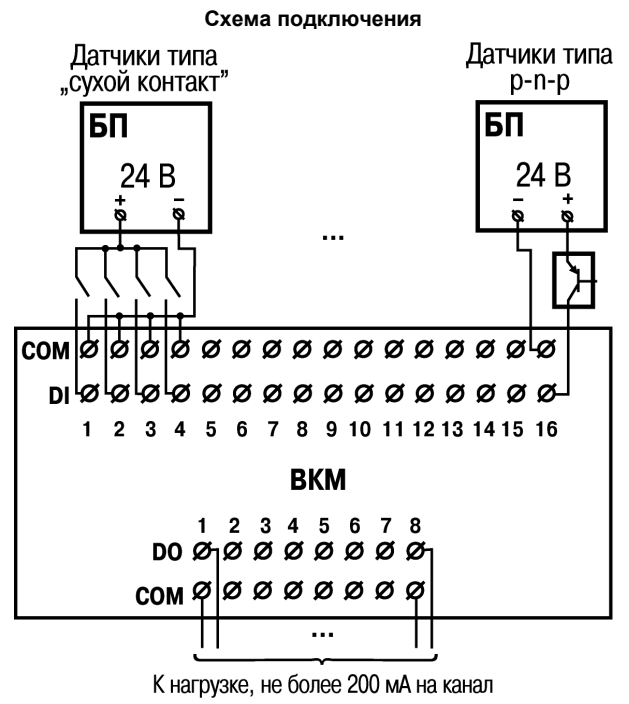 Схема подключения
Датчики типа
„сухой контакт”
Датчики типа
p-n-p
БП
24 В
+ −
БП
24 В
− +
...
COM
DI
1 2 3 4 5 6 7 8 9 10 11 12 13 14 15 16
ВКМ
1 2 3 4 5 6 7 8
DO
COM
...
К нагрузке, не более 200 мА на канал